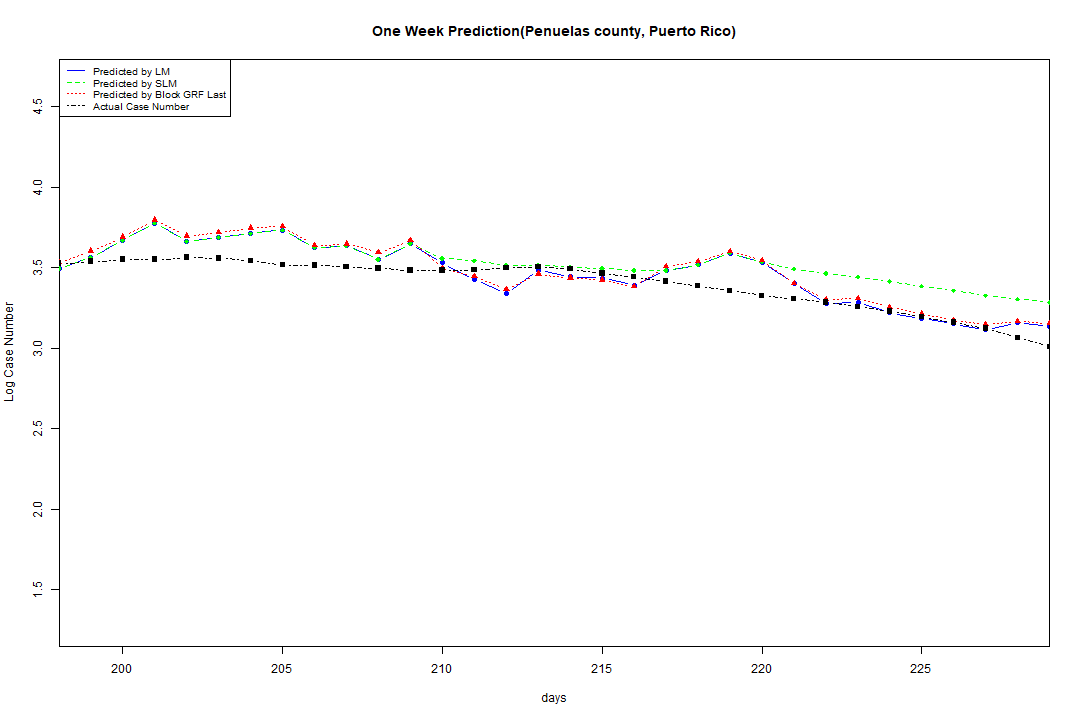 One Week Prediction(Penuelas county, Puerto Rico)
Predicted by LM
Predicted by SLM
Predicted by Block GRF Last
Actual Case Number
4.5
4.0
3.5
3.0
2.5
2.0
1.5
Log Case Number
200 205 210 215 220 225
days